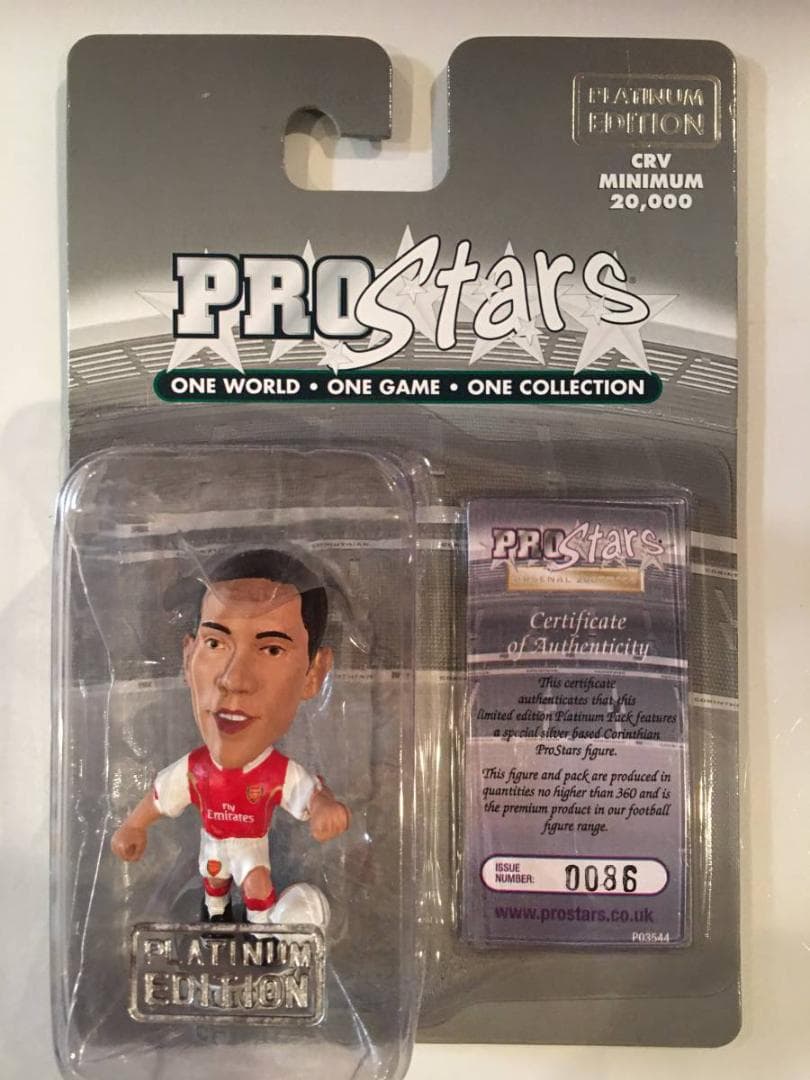 PLATINUM
EDITION
CRV
MINIMUM
20,000
PROStars
ONE WORLD • ONE GAME • ONE COLLECTION
PROStars
ARSENAL
Certificate
of Authenticity
This certificate
authenticates that this
limited edition Platinum Pack features
a special silver based Corinthian
ProStars figure.
This figure and pack are produced in
quantities no higher than 360 and is
the premium product in our football
figure range.
ISSUE
NUMBER: 0086
www.prostars.co.uk
P03544
Fly
Emirates
PLATINUM
EDITION